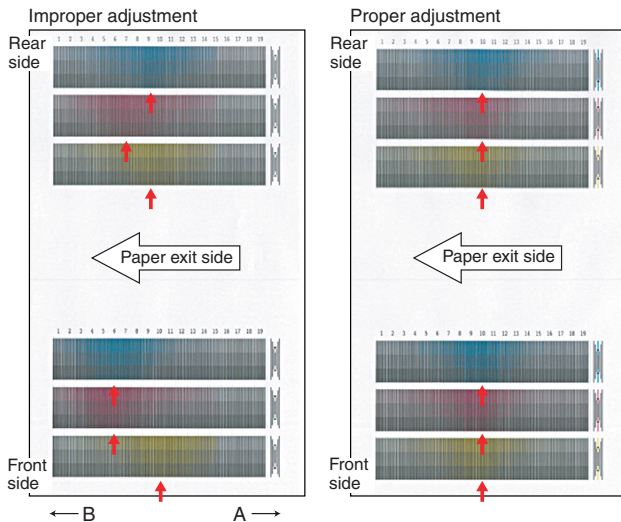 Improper adjustment
Rear side
1 2 3 4 5 6 7 8 9 10 11 12 13 14 15 16 17 18 19
Paper exit side
1 2 3 4 5 6 7 8 9 10 11 12 13 14 15 16 17 18 19
Front side
B
A
Proper adjustment
Rear side
1 2 3 4 5 6 7 8 9 10 11 12 13 14 15 16 17 18 19
Paper exit side
1 2 3 4 5 6 7 8 9 10 11 12 13 14 15 16 17 18 19
Front side